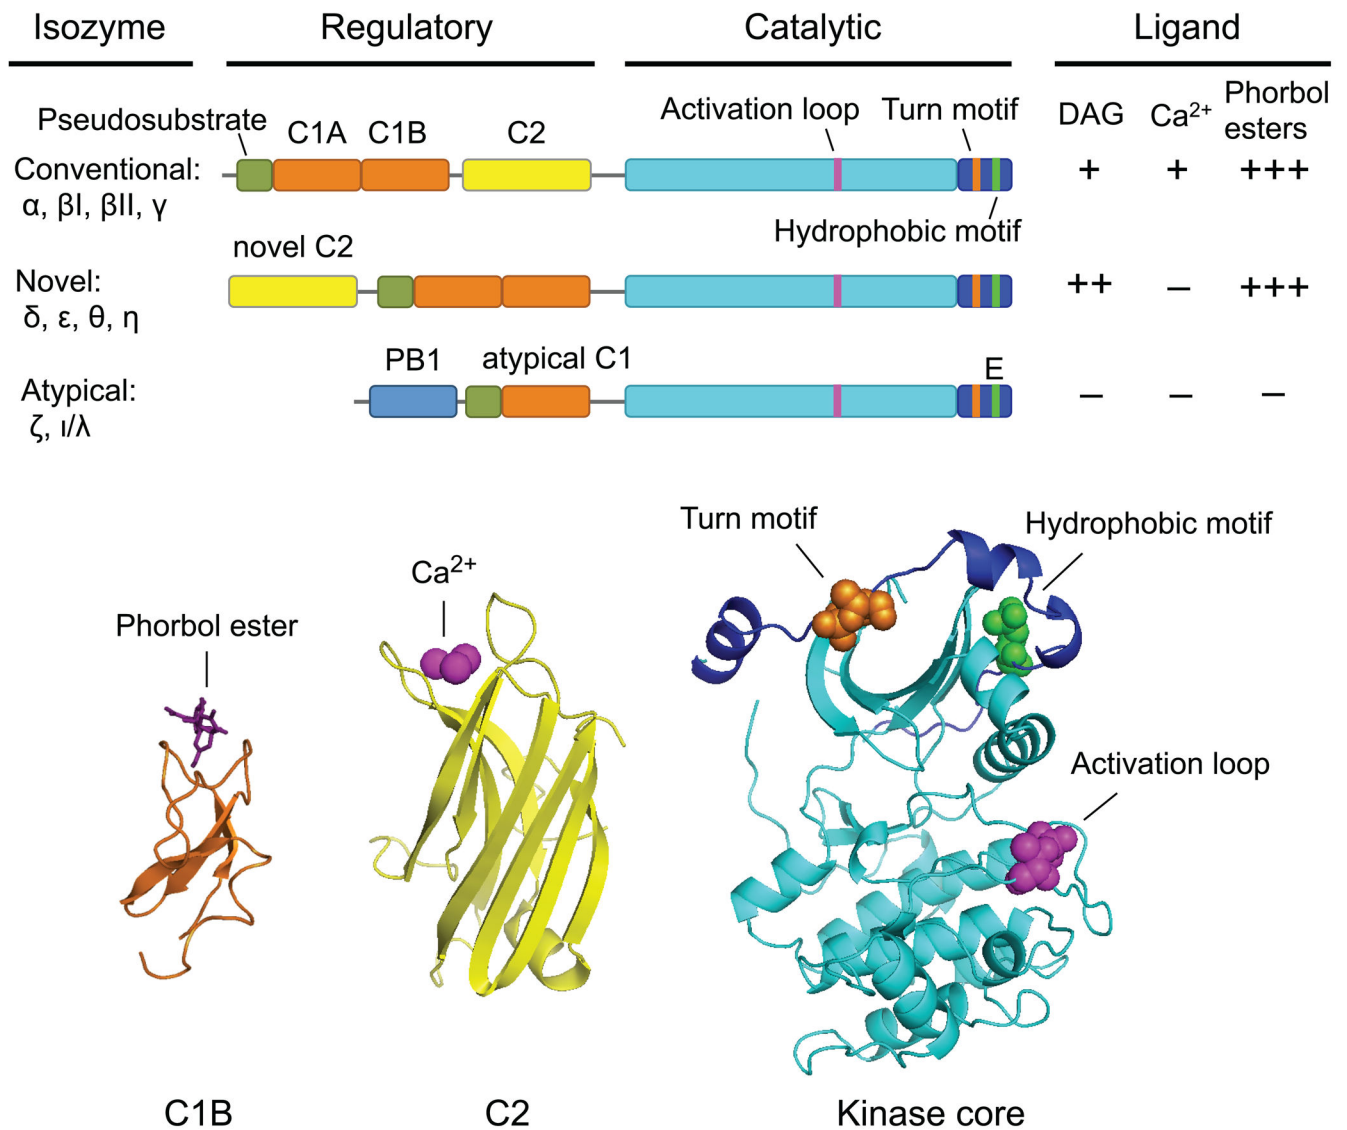 Isozyme Regulatory Catalytic Ligand
Pseudosubstrate C1A C1B C2 Activation loop Turn motif DAG Ca²⁺ Phorbol
esters
Conventional: + + +++
α, βI, βII, γ
Hydrophobic motif
novel C2
Novel: ++ – +++
δ, ε, θ, η
PB1 atypical C1 E
Atypical: – – –
ζ, ι/λ
Turn motif Hydrophobic motif
Ca²⁺
Phorbol ester
Activation loop
C1B C2 Kinase core